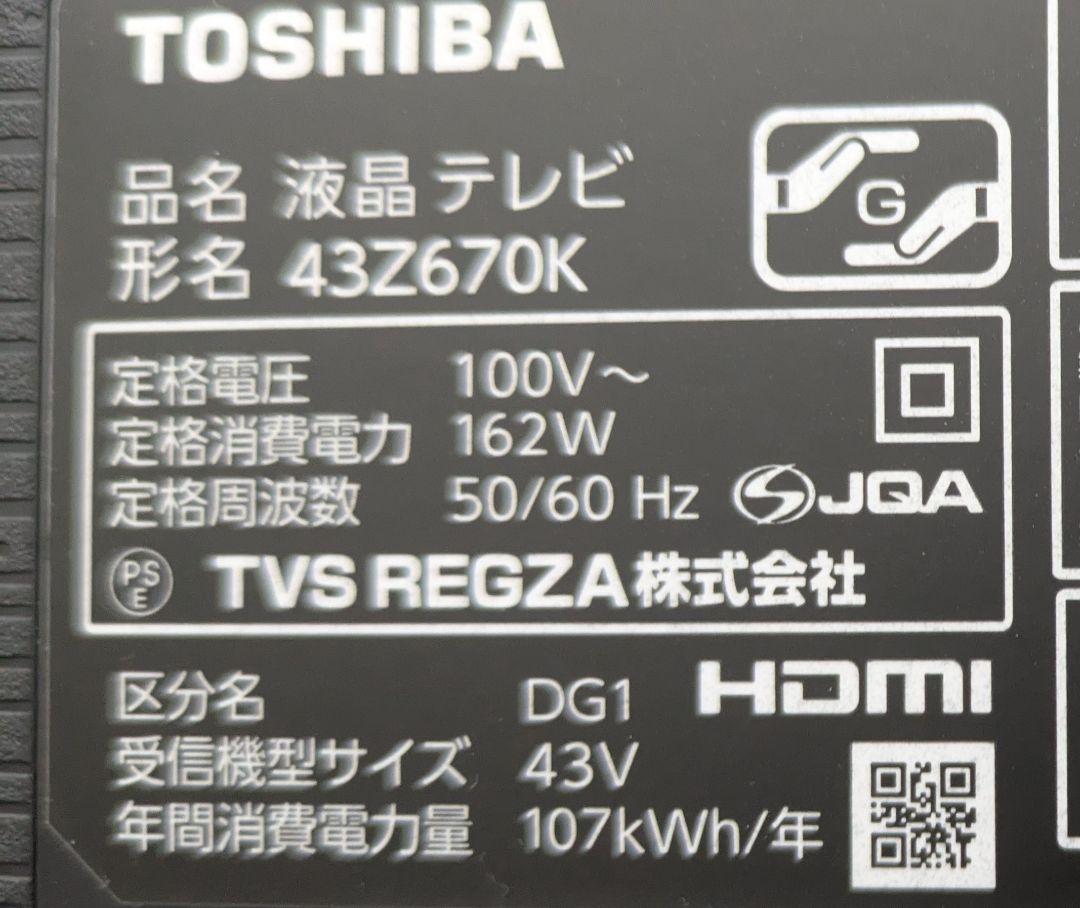 TOSHIBA
品名 液晶テレビ
形名 43Z670K
G
定格電圧 100V～
定格消費電力 162W
定格周波数 50/60 Hz
JQA
PSE TVS REGZA株式会社
区分名 DG1
HDMI
受信機型サイズ 43V
年間消費電力量 107kWh/年